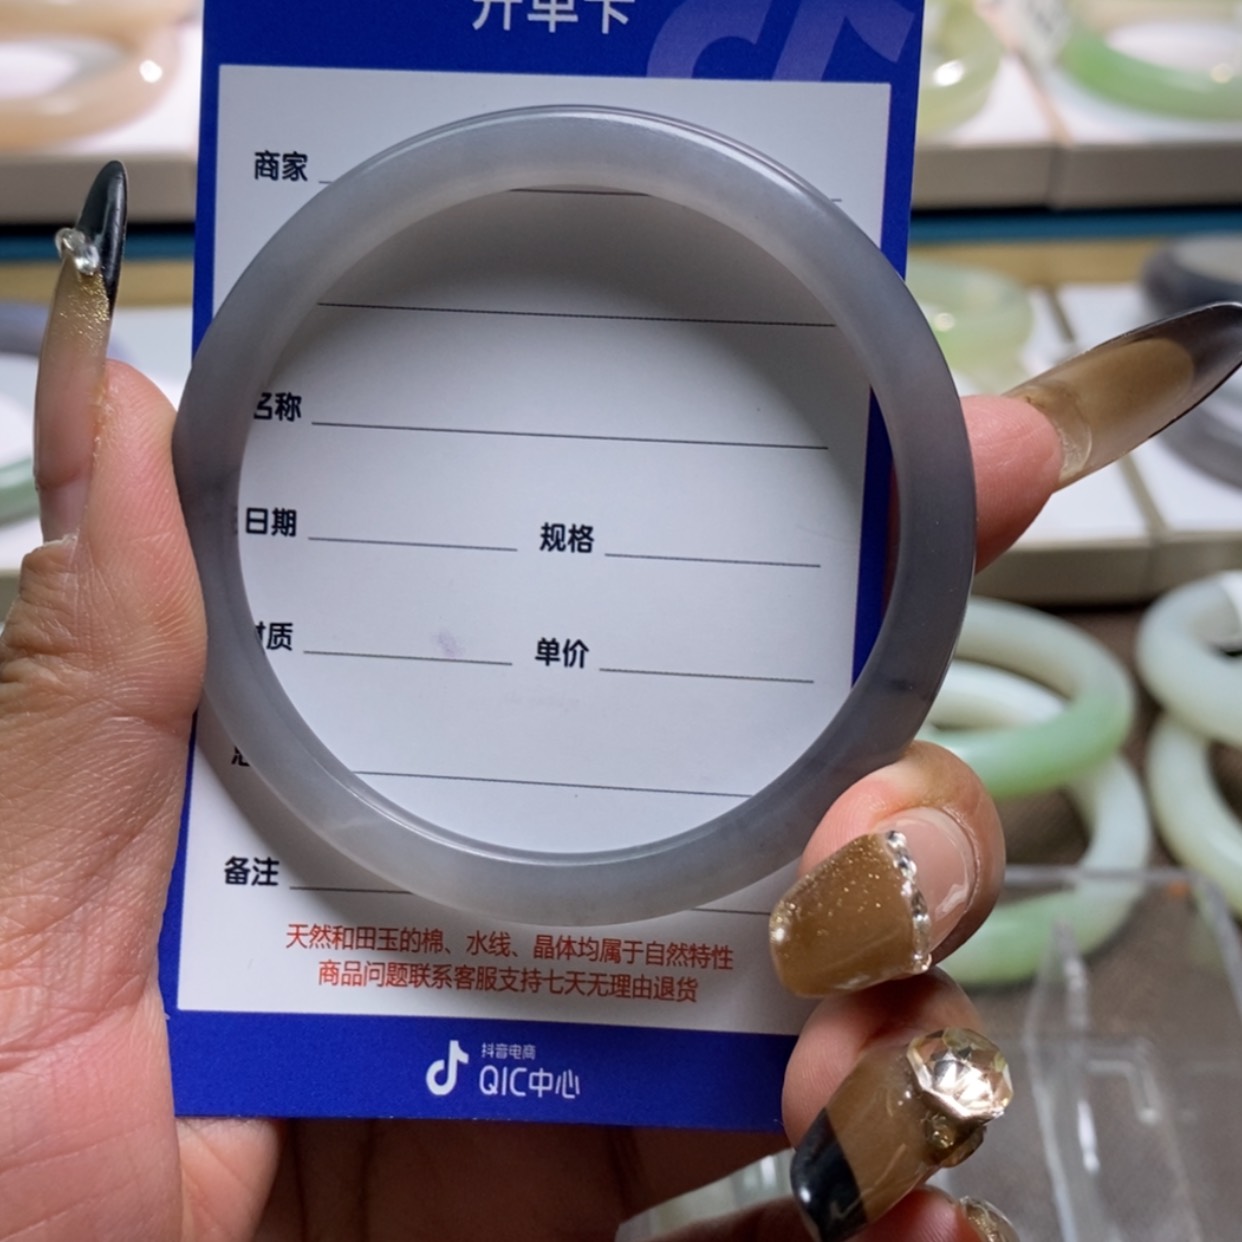 开单卡
商家
名称
日期 规格
材质 单价
备注
天然和田玉的棉、水线、晶体均属于自然特性
商品问题联系客服支持七天无理由退货
抖音电商
QIC中心